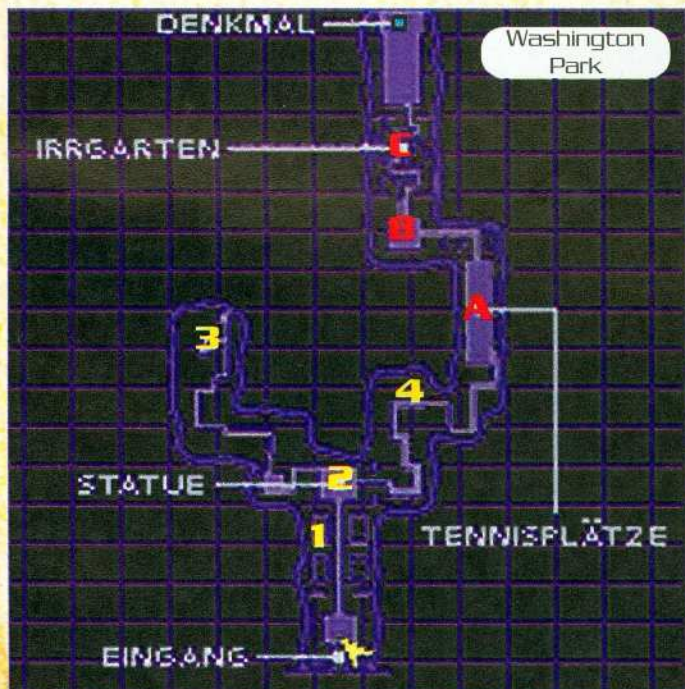 DENKMAL
Washington
Park
IRRGARTEN
C
B
A
3
4
STATUE
2
1
TENNISPLÄTZE
EINGANG